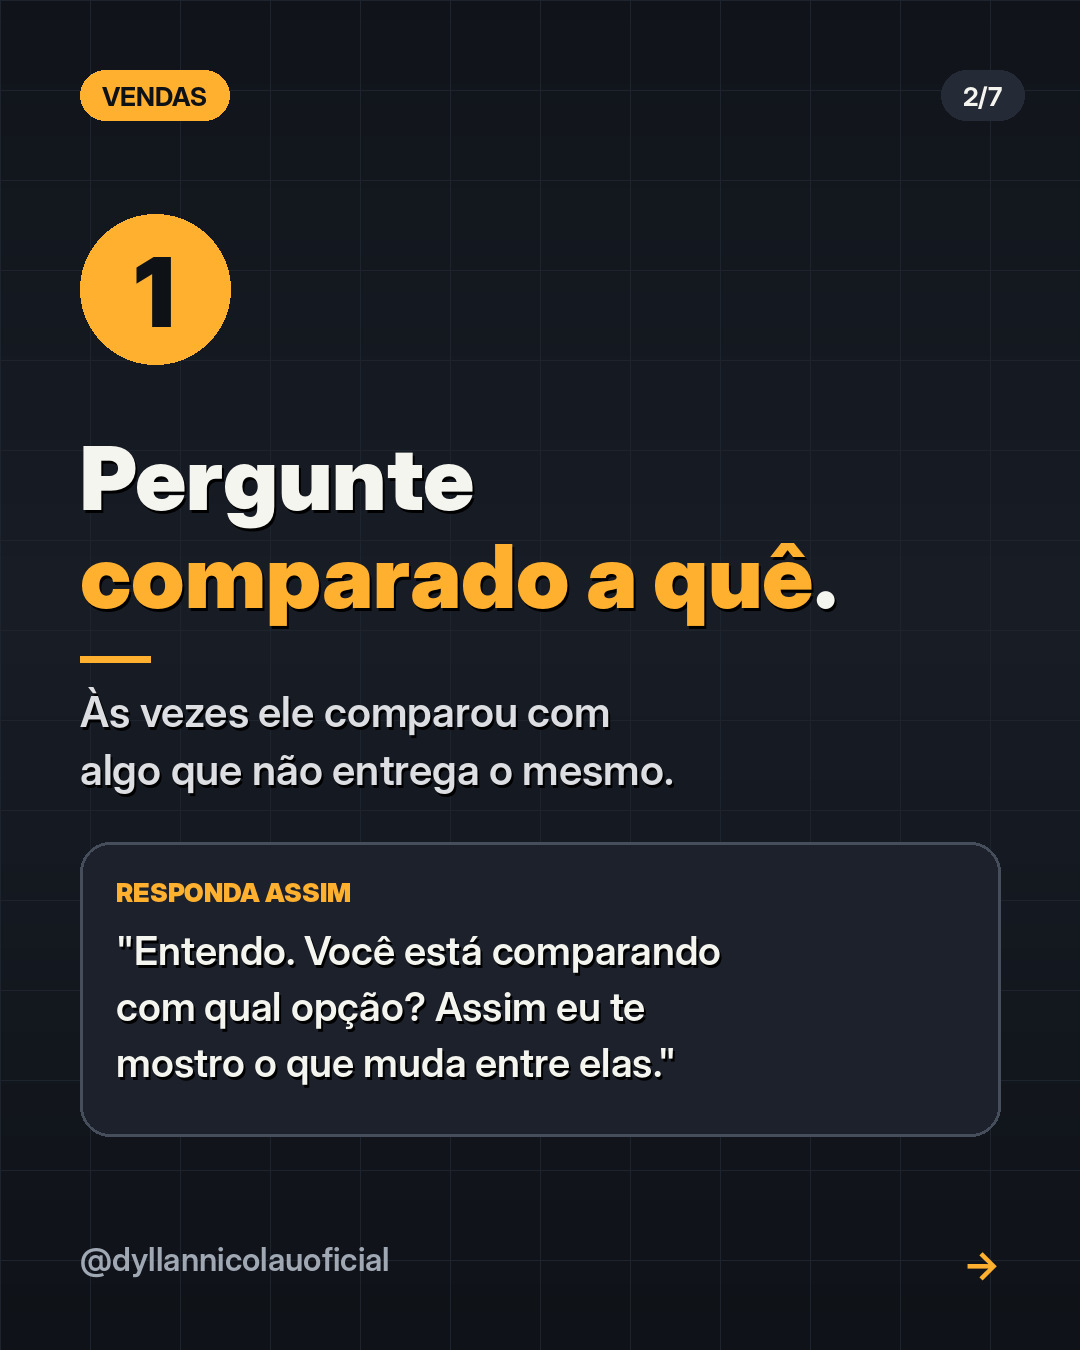 VENDAS
2/7
1
Pergunte
comparado a quê.
Às vezes ele comparou com
algo que não entrega o mesmo.
RESPONDA ASSIM
"Entendo. Você está comparando
com qual opção? Assim eu te
mostro o que muda entre elas."
@dyllannicolauoficial
→